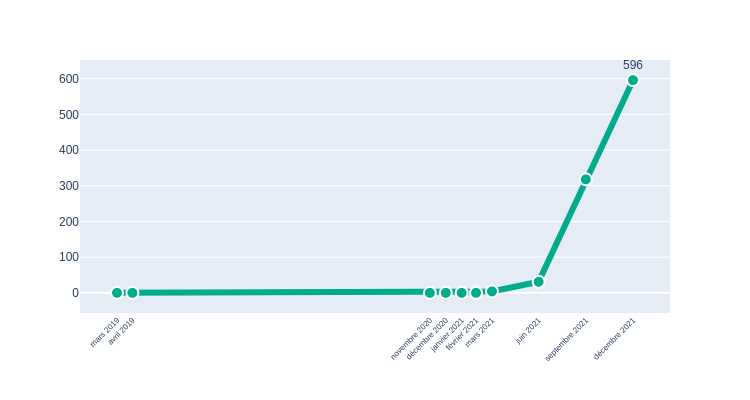 596
600
500
400
300
200
100
0
mars 2019
avril 2019
novembre 2020
décembre 2020
janvier 2021
février 2021
mars 2021
juin 2021
septembre 2021
décembre 2021